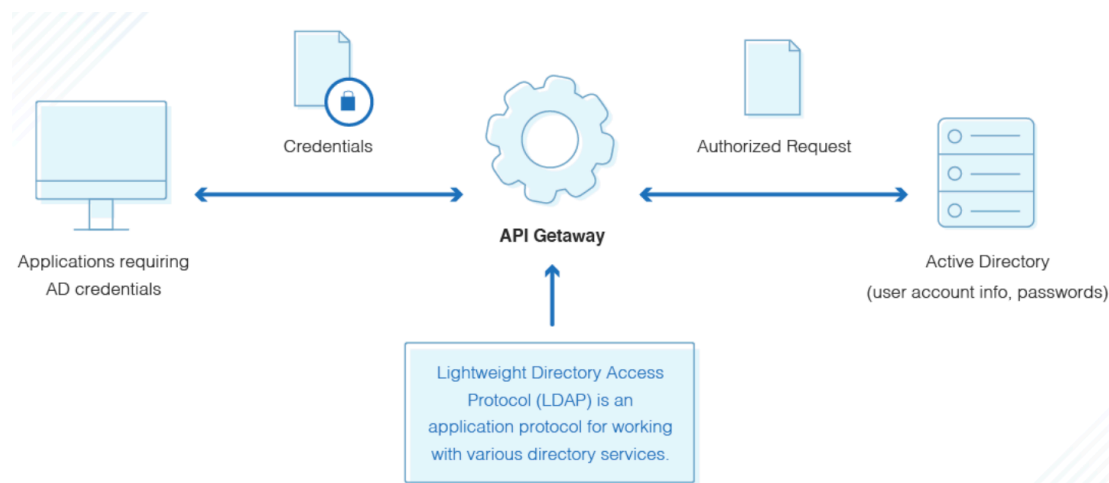 Credentials
Authorized Request
API Getaway
Applications requiring
AD credentials
Active Directory
(user account info, passwords)
Lightweight Directory Access
Protocol (LDAP) is an
application protocol for working
with various directory services.